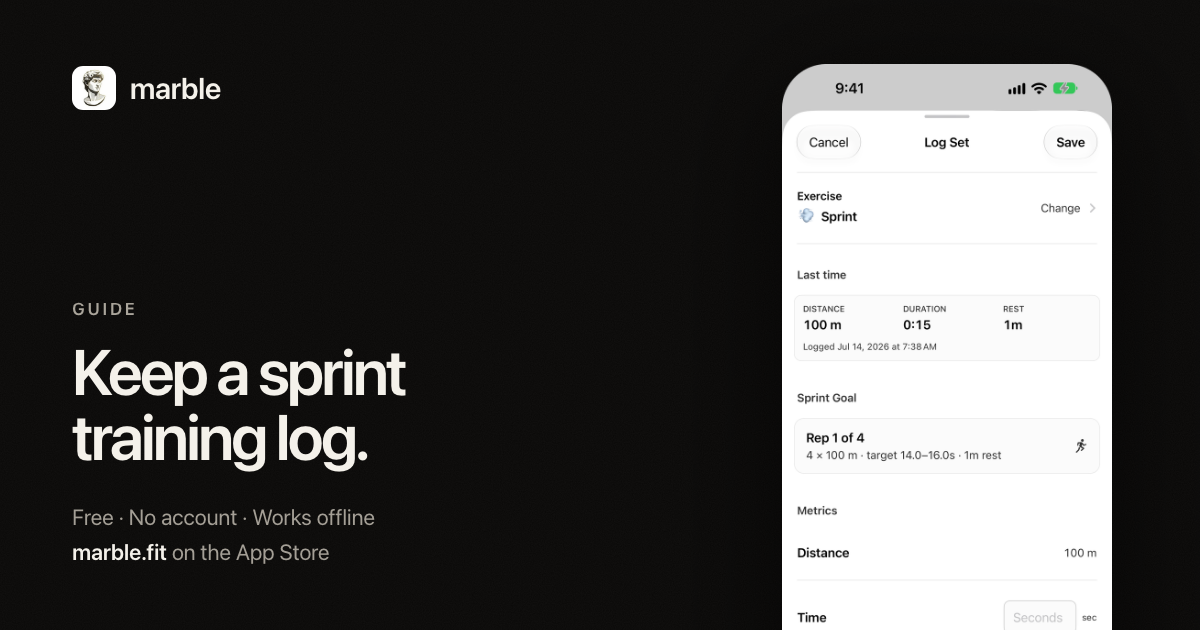 marble
GUIDE
Keep a sprint
training log.
Free · No account · Works offline
marble.fit on the App Store
9:41
Cancel
Log Set
Save
Exercise
Sprint
Change
Last time
DISTANCE DURATION REST
100 m 0:15 1m
Logged Jul 14, 2026 at 7:38 AM
Sprint Goal
Rep 1 of 4
4 × 100 m · target 14.0–16.0s · 1m rest
Metrics
Distance 100 m
Time Seconds sec